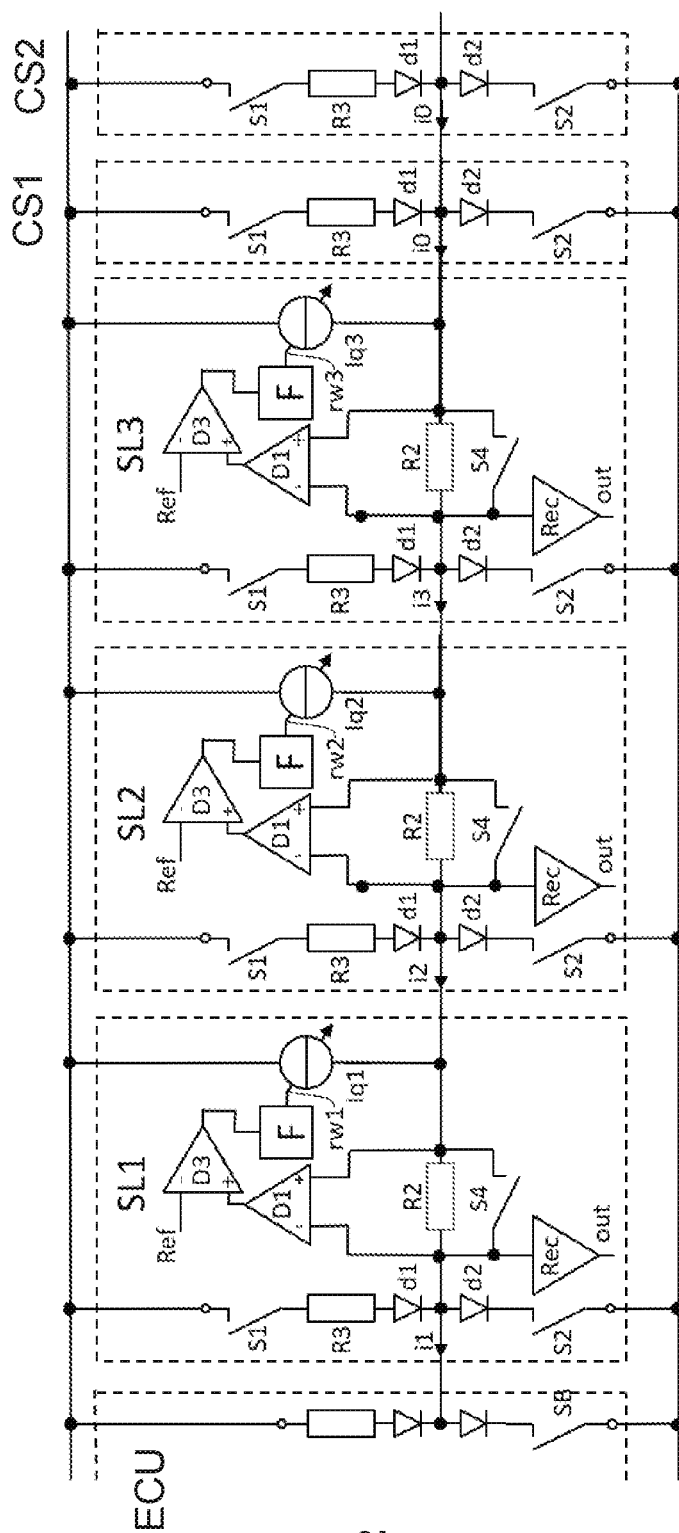 ECU
SB
SL1
Ref
D3
-
+
D1
-
+
F
rw1
Iq1
S1
R3
d1
i1
d2
S2
R2
S4
Rec
out
SL2
Ref
D3
-
+
D1
-
+
F
rw2
Iq2
S1
R3
d1
i2
d2
S2
R2
S4
Rec
out
SL3
Ref
D3
-
+
D1
-
+
F
rw3
Iq3
S1
R3
d1
i3
d2
S2
R2
S4
Rec
out
CS1
S1
R3
d1
i0
d2
S2
CS2
S1
R3
d1
i0
d2
S2